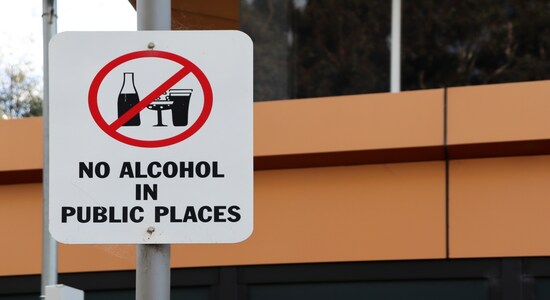 NO ALCOHOL
IN
PUBLIC PLACES